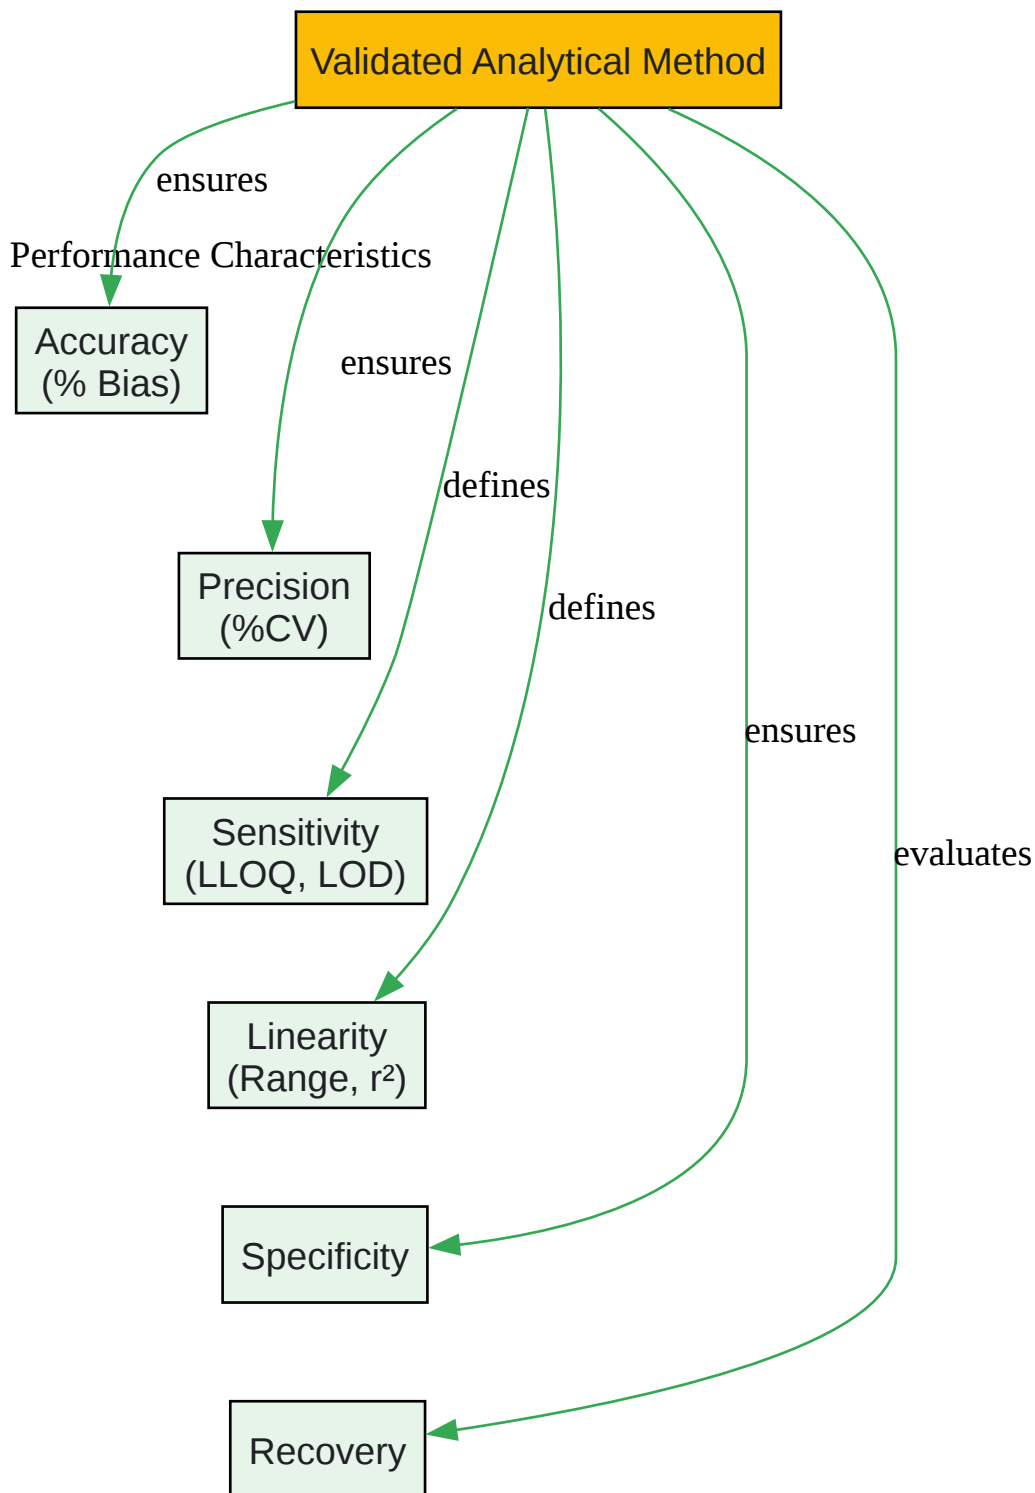 Validated Analytical Method
ensures
Performance Characteristics
Accuracy
(% Bias)
ensures
defines
Precision
(%CV)
defines
ensures
Sensitivity
(LLOQ, LOD)
evaluates
Linearity
(Range, r²)
Specificity
Recovery